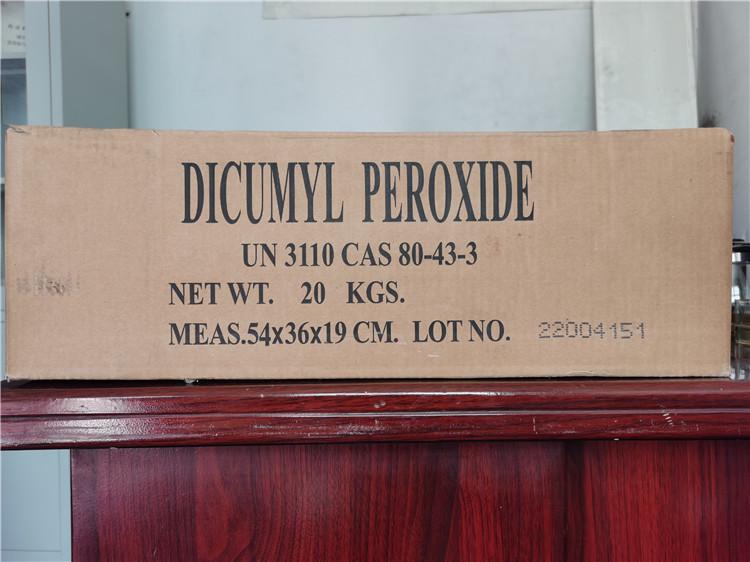 DICUMYL PEROXIDE
UN 3110 CAS 80-43-3
NET WT. 20 KGS.
MEAS.54x36x19 CM. LOT NO. 22004151